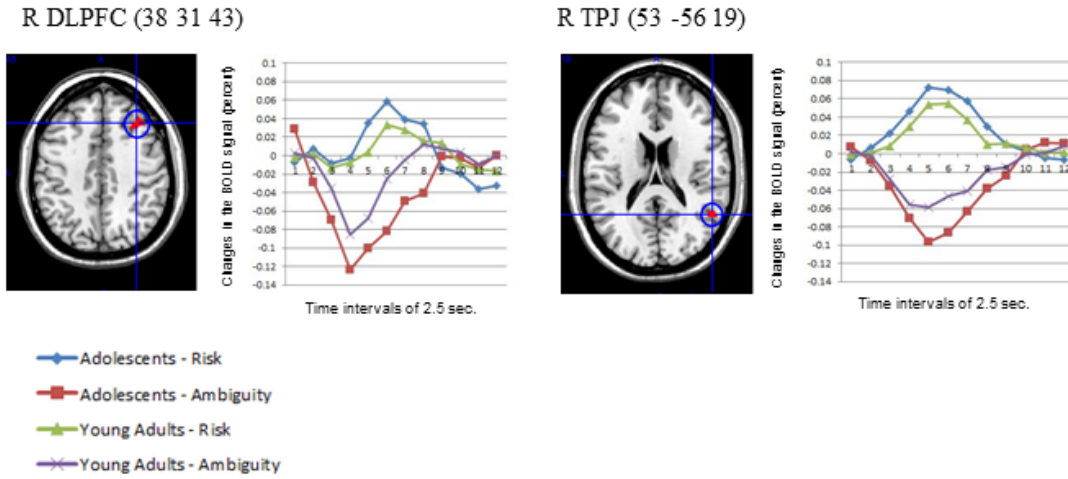 R DLPFC (38 31 43)
R TPJ (53 -56 19)
Changes in the BOLD signal (percent)
0.1
0.08
0.06
0.04
0.02
0
-0.02
-0.04
-0.06
-0.08
-0.1
-0.12
-0.14
1 2 3 4 5 6 7 8 9 10 11 12
Time intervals of 2.5 sec.
Changes in the BOLD signal (percent)
0.1
0.08
0.06
0.04
0.02
0
-0.02
-0.04
-0.06
-0.08
-0.1
-0.12
-0.14
1 2 3 4 5 6 7 8 9 10 11 12
Time intervals of 2.5 sec.
Adolescents - Risk
Adolescents - Ambiguity
Young Adults - Risk
Young Adults - Ambiguity